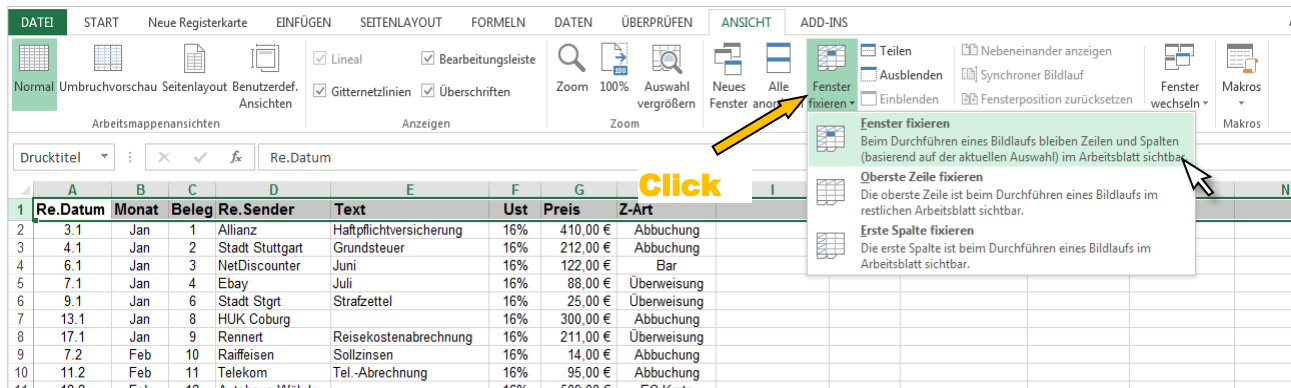 DATEI START Neue Registerkarte EINFÜGEN SEITENLAYOUT FORMELN DATEN ÜBERPRÜFEN ANSICHT ADD-INS
Normal Umbruchvorschau Seitenlayout Benutzerdef. Ansichten
Arbeitsmappenansichten
Lineal Bearbeitungsleiste
Gitternetzlinien Überschriften
Anzeigen
Zoom 100% Auswahl vergrößern
Zoom
Neues Fenster Alle
Fenster fixieren
Teilen
Ausblenden
Einblenden
Nebeneinander anzeigen
Synchroner Bildlauf
Fensterposition zurücksetzen
Fenster wechseln
Makros
Makros
Fenster fixieren
Beim Durchführen eines Bildlaufs bleiben Zeilen und Spalten
(basierend auf der aktuellen Auswahl) im Arbeitsblatt sichtbar.
Oberste Zeile fixieren
Die oberste Zeile ist beim Durchführen eines Bildlaufs im
restlichen Arbeitsblatt sichtbar.
Erste Spalte fixieren
Die erste Spalte ist beim Durchführen eines Bildlaufs im
Arbeitsblatt sichtbar.
Click
Drucktitel fx Re.Datum
A B C D E F G I N
1 Re.Datum Monat Beleg Re.Sender Text Ust Preis Z-Art
2 3.1 Jan 1 Allianz Haftpflichtversicherung 16% 410,00 € Abbuchung
3 4.1 Jan 2 Stadt Stuttgart Grundsteuer 16% 212,00 € Abbuchung
4 6.1 Jan 3 NetDiscounter Juni 16% 122,00 € Bar
5 7.1 Jan 4 Ebay Juli 16% 88,00 € Überweisung
6 9.1 Jan 6 Stadt Stgrt Strafzettel 16% 25,00 € Überweisung
7 13.1 Jan 8 HUK Coburg 16% 300,00 € Abbuchung
8 17.1 Jan 9 Rennert Reisekostenabrechnung 16% 211,00 € Überweisung
9 7.2 Feb 10 Raiffeisen Sollzinsen 16% 14,00 € Abbuchung
10 11.2 Feb 11 Telekom Tel.-Abrechnung 16% 95,00 € Abbuchung